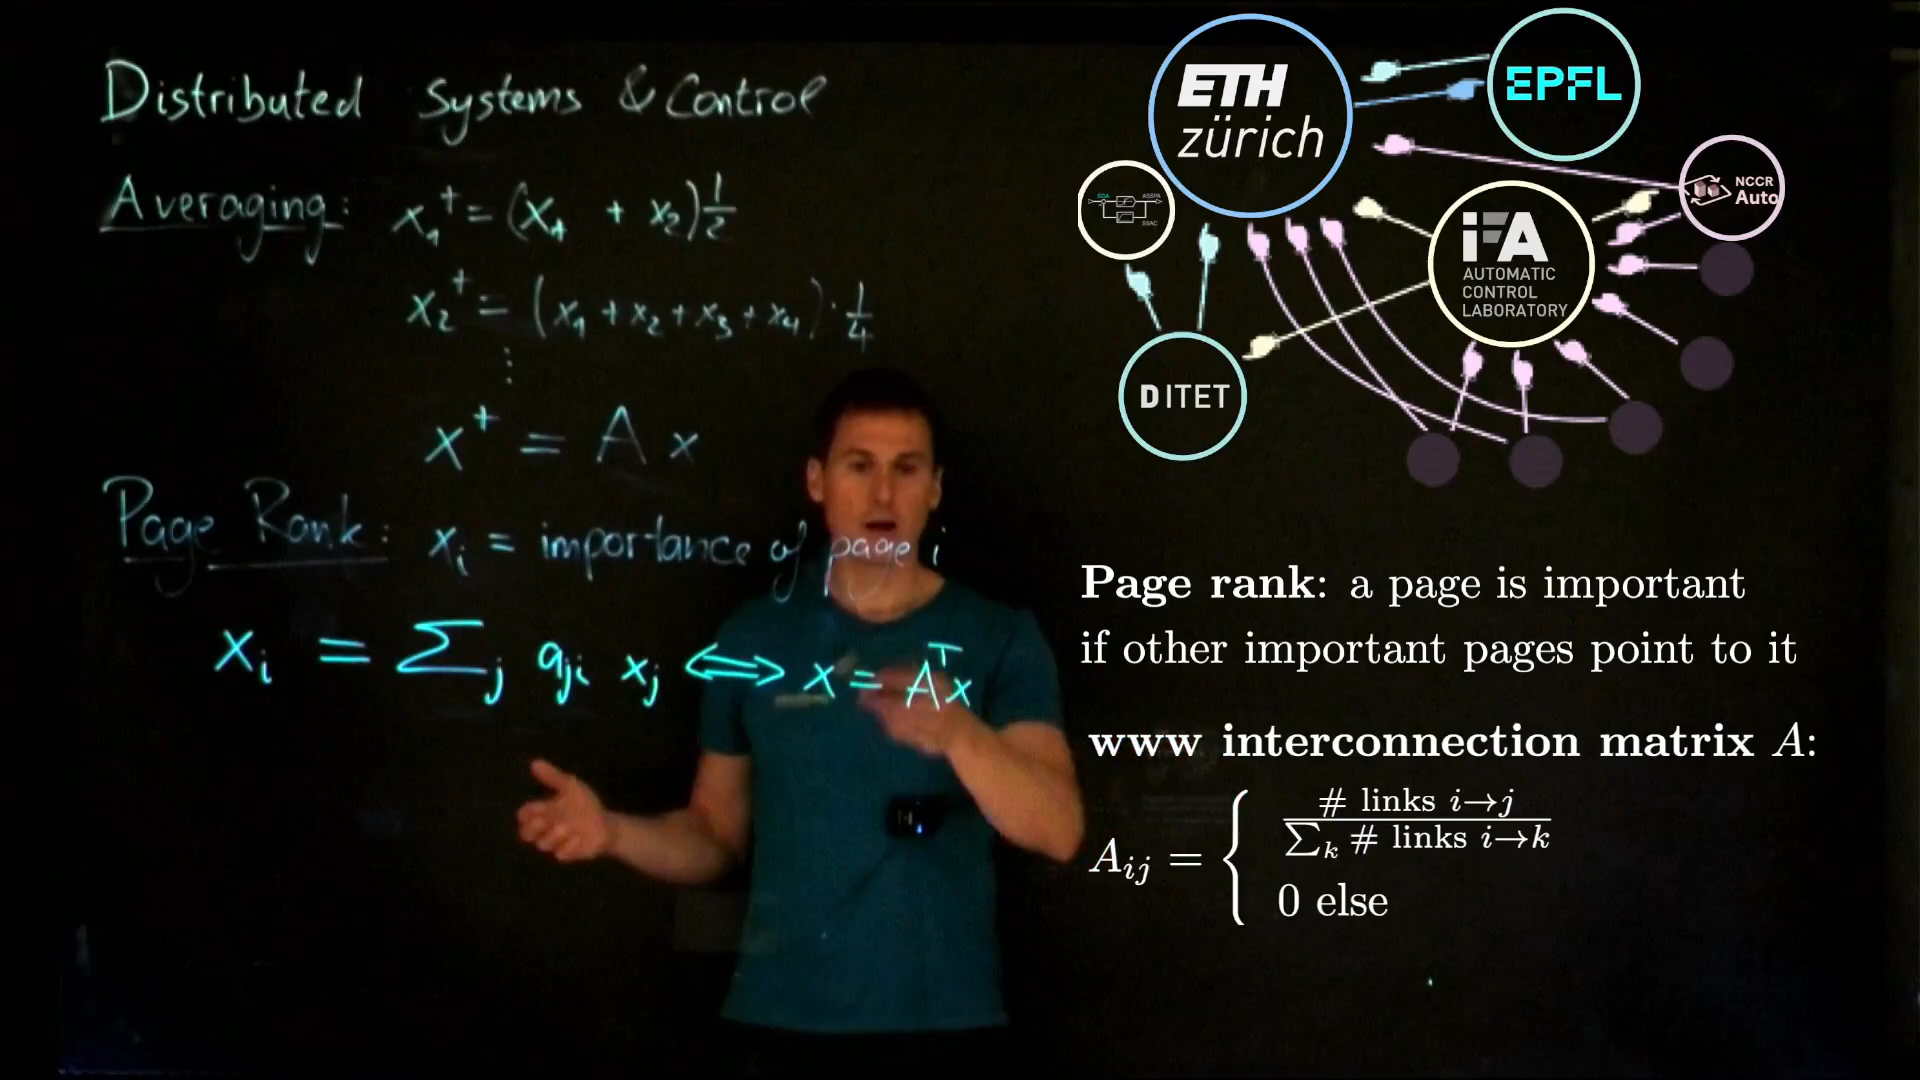 Distributed Systems & Control
Averaging: x₁⁺ = (x₁ + x₂) 1/2
x₂⁺ = (x₁ + x₂ + x₃ + x₄) · 1/4
⋮
x⁺ = A x
Page Rank: xᵢ = importance of page i
xᵢ = Σⱼ aⱼᵢ xⱼ ⟺ x = Aᵀx
ETH
zürich
EPFL
NCCR
Auto
IFA
AUTOMATIC
CONTROL
LABORATORY
D ITET
Page rank: a page is important
if other important pages point to it
www interconnection matrix A:
Aᵢⱼ = { # links i→j / Σₖ # links i→k
0 else